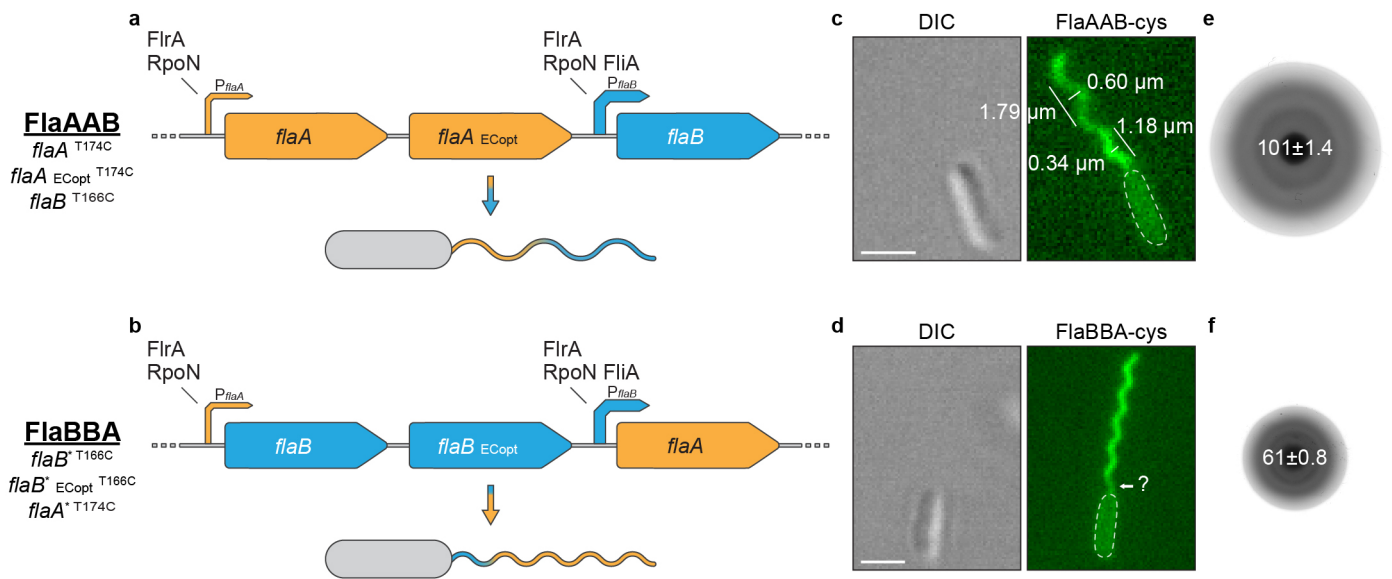 a
FlrA
RpoN
PflaA
FlrA
RpoN FliA
PflaB
FlaAAB
flaA T174C
flaA ECopt T174C
flaB T166C
flaA
flaA ECopt
flaB
c
DIC
FlaAAB-cys
0.60 µm
1.79 µm
1.18 µm
0.34 µm
e
101±1.4
b
FlrA
RpoN
PflaA
FlrA
RpoN FliA
PflaB
FlaBBA
flaB* T166C
flaB* ECopt T166C
flaA* T174C
flaB
flaB ECopt
flaA
d
DIC
FlaBBA-cys
?
f
61±0.8